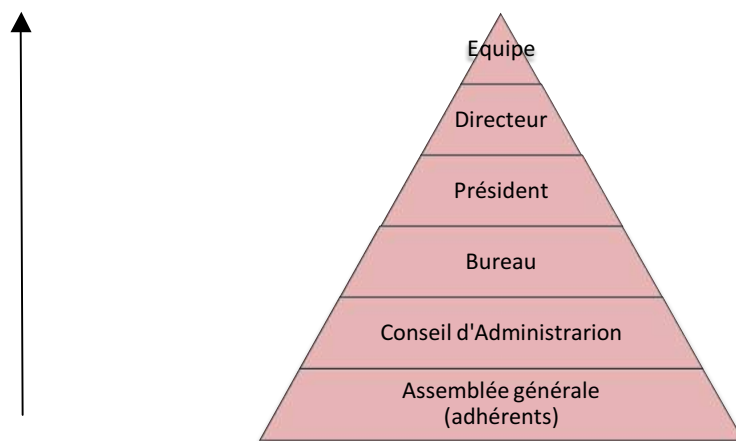 Equipe
Directeur
Président
Bureau
Conseil d'Administrarion
Assemblée générale
(adhérents)